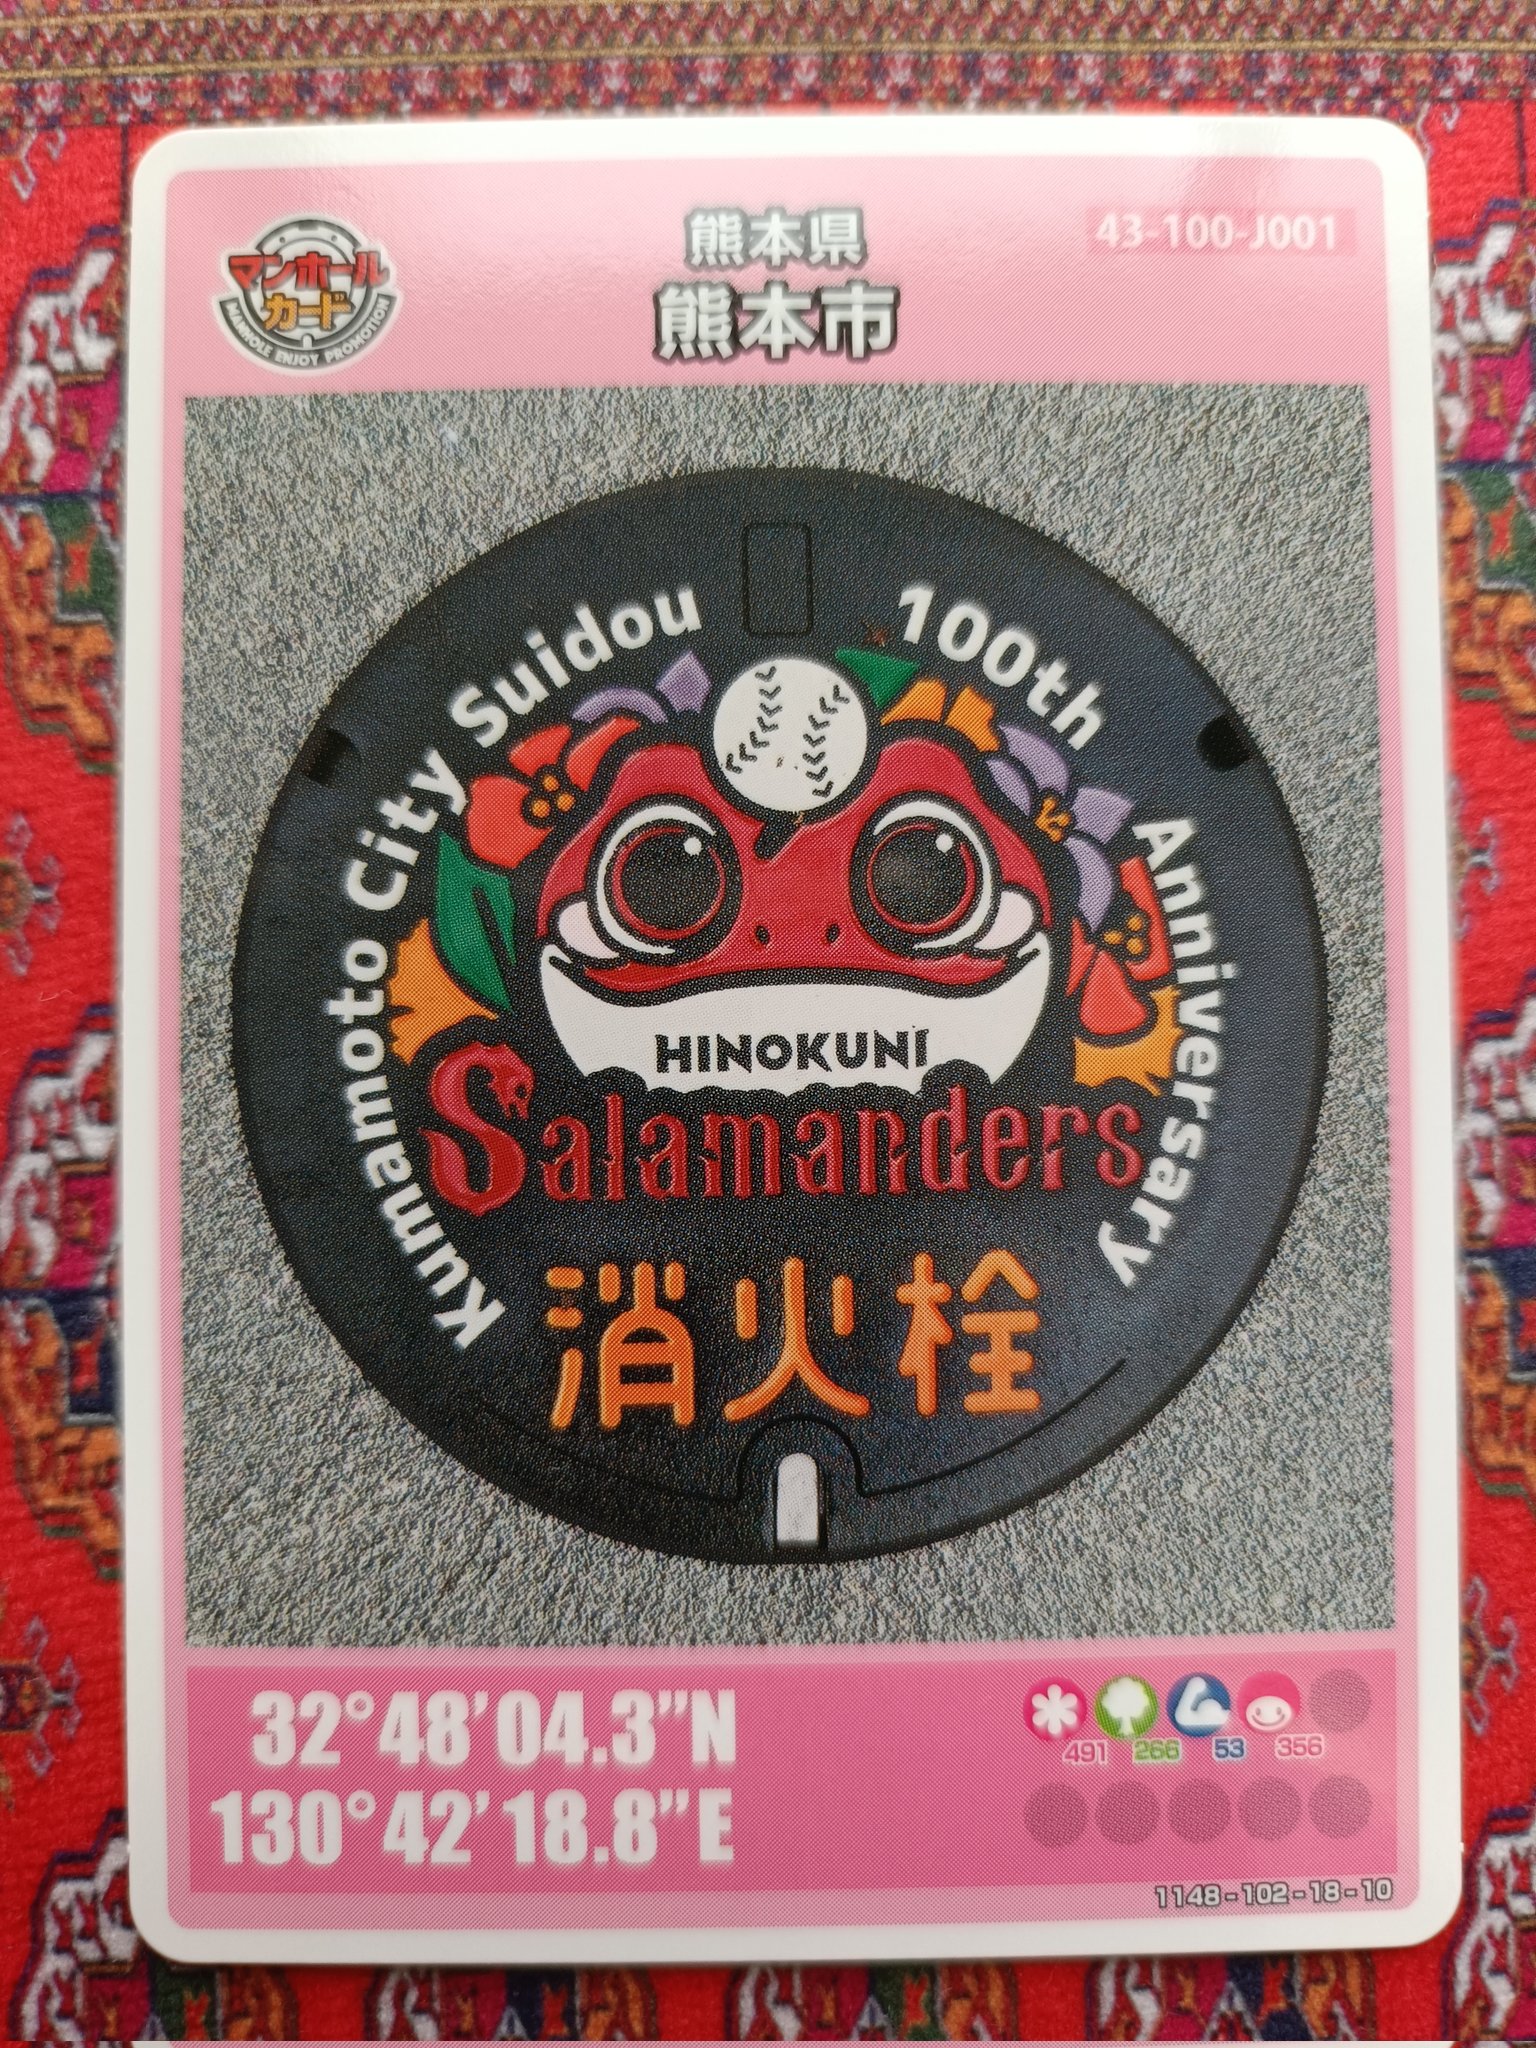 熊本県
熊本市
43-100-J001
マンホール
カード
MANHOLE ENJOY PROMOTION
Kumamoto City Suidou 100th Anniversary
HINOKUNI
Salamanders
消火栓
32°48'04.3"N
130°42'18.8"E
491 266 53 356
1148-102-18-10